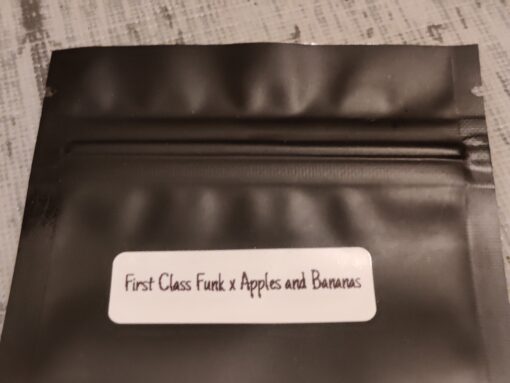 First Class Funk x Apples and Bananas